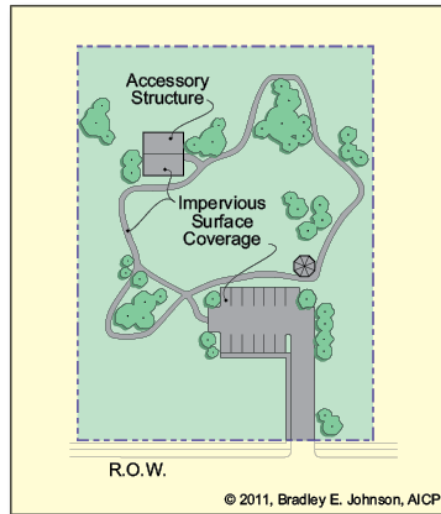 Accessory
Structure
Impervious
Surface
Coverage
R.O.W.
© 2011, Bradley E. Johnson, AICP